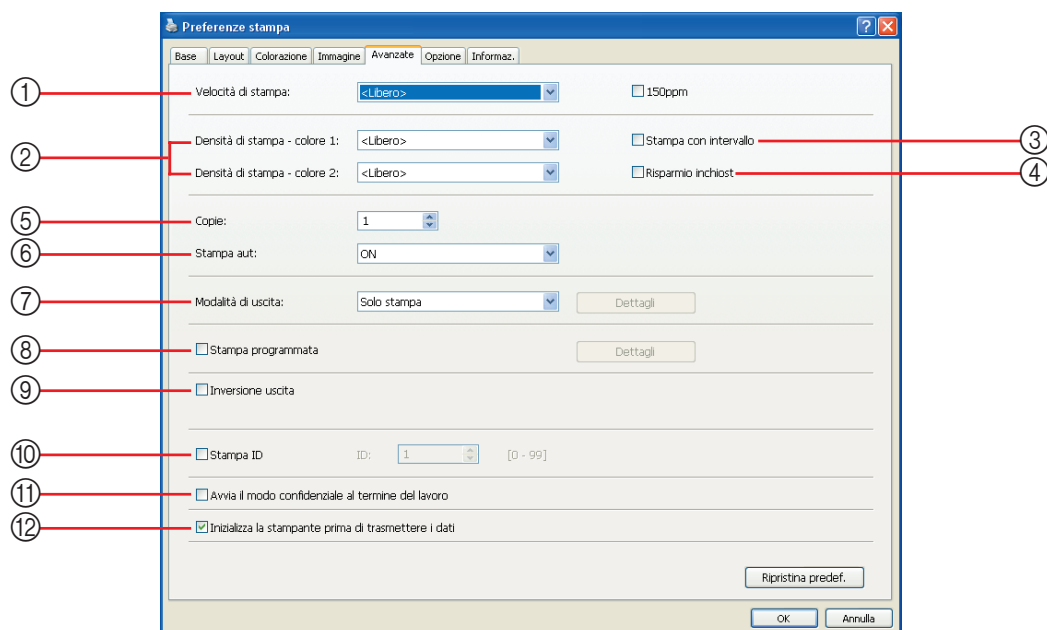 Preferenze stampa
Base Layout Colorazione Immagine Avanzate Opzione Informaz.
① Velocità di stampa: <Libero> 150ppm
② Densità di stampa - colore 1: <Libero> Stampa con intervallo ③
Densità di stampa - colore 2: <Libero> Risparmio inchiost ④
⑤ Copie: 1
⑥ Stampa aut: ON
⑦ Modalità di uscita: Solo stampa Dettagli
⑧ Stampa programmata Dettagli
⑨ Inversione uscita
⑩ Stampa ID ID: 1 [0 - 99]
⑪ Avvia il modo confidenziale al termine del lavoro
⑫ Inizializza la stampante prima di trasmettere i dati
Ripristina predef.
OK Annulla